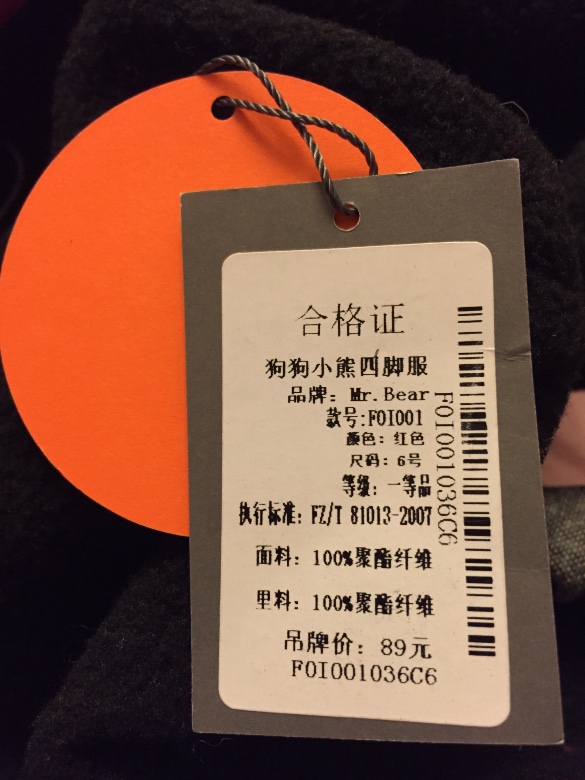 合格证
狗狗小熊四脚服
品牌：Mr.Bear
款号:F0I001
颜色：红色
尺码：6号
等级：一等品
执行标准：FZ/T 81013-2007
面料：100%聚酯纤维
里料：100%聚酯纤维
吊牌价：89元
F0I001036C6
F0I001036C6